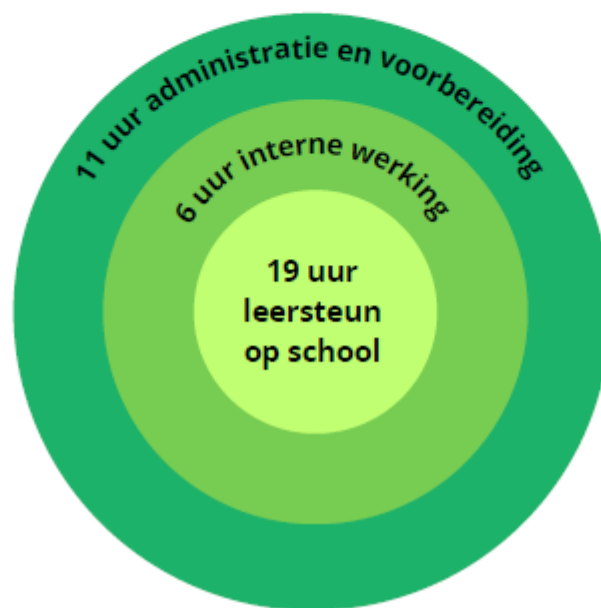 11 uur administratie en voorbereiding
6 uur interne werking
19 uur
leersteun
op school